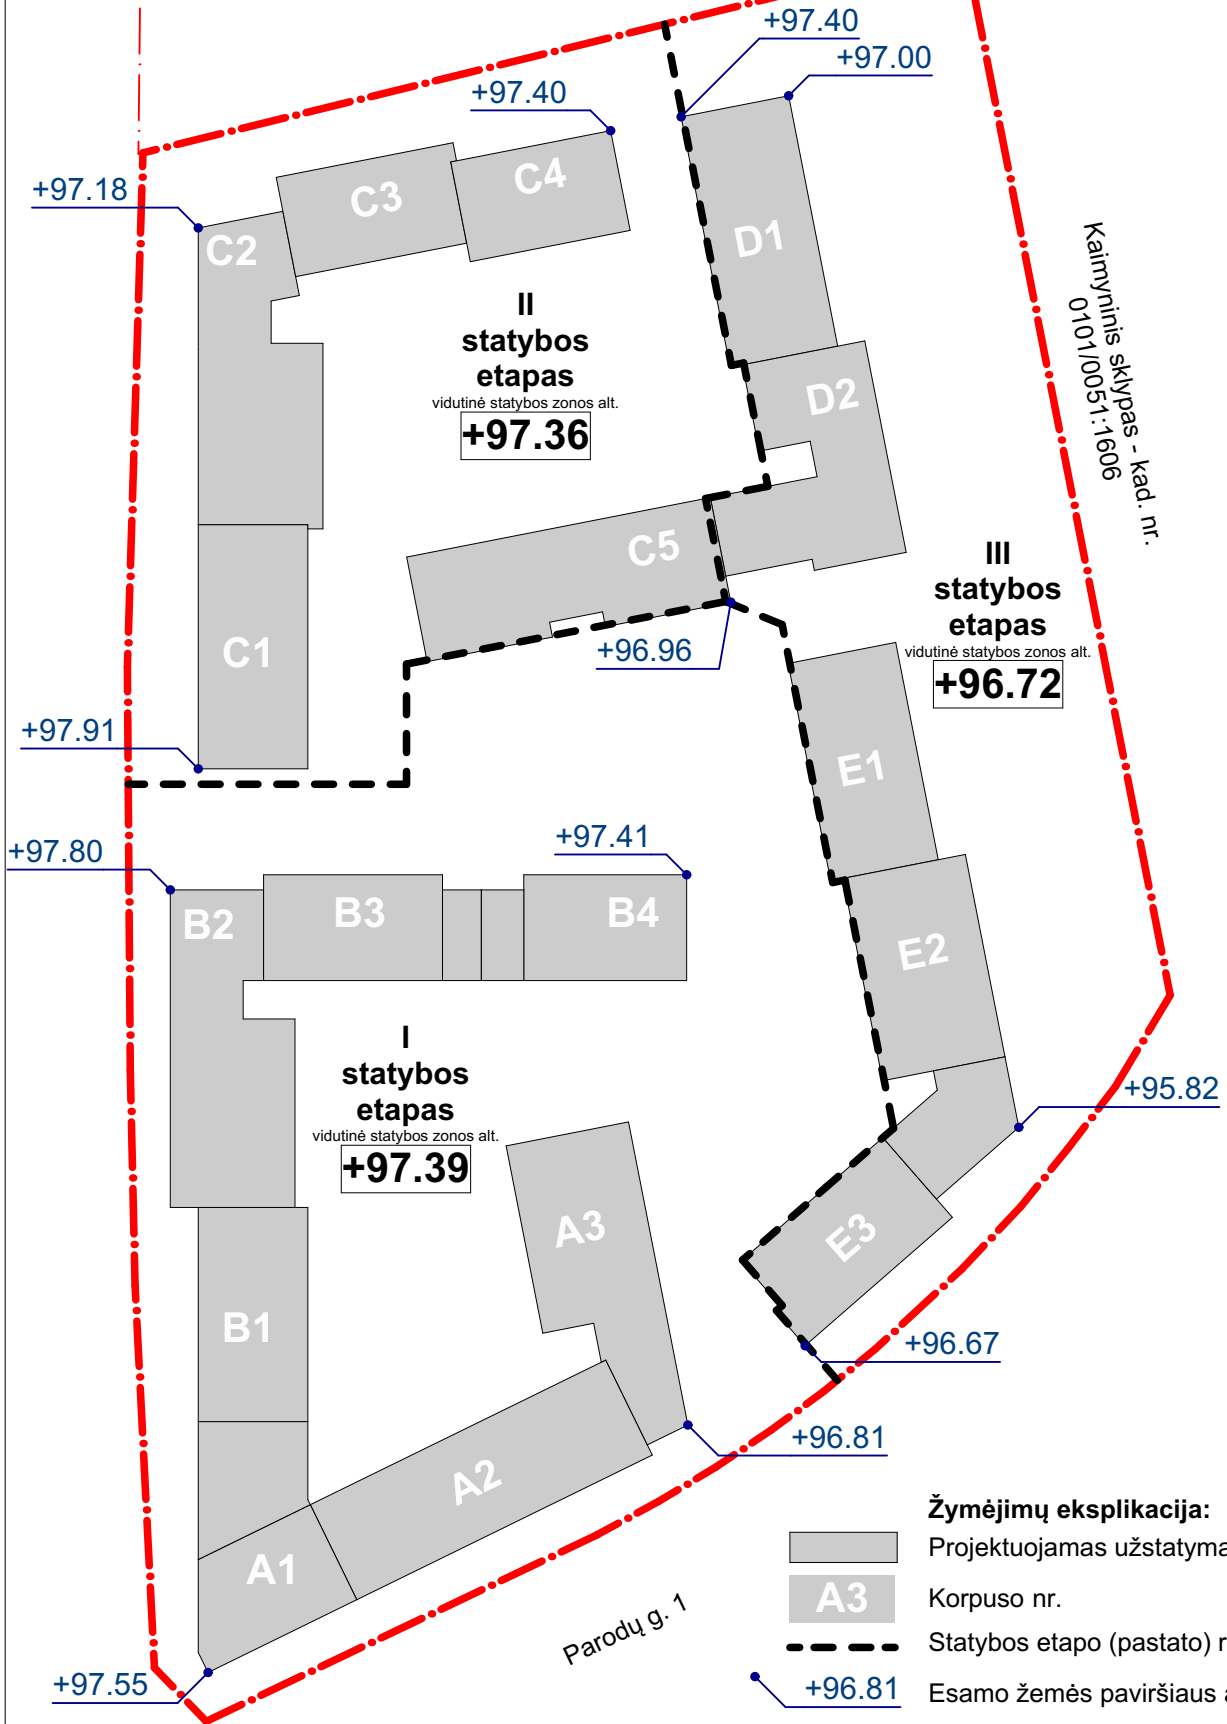 +97.40
+97.00
+97.40
+97.18
C4
C3
C2
D1
Kaimyninis sklypas - kad. nr.
0101/0051:1606
II
statybos
etapas
vidutinė statybos zonos alt.
+97.36
D2
C5
III
statybos
etapas
vidutinė statybos zonos alt.
+96.72
+96.96
C1
+97.91
E1
+97.80
+97.41
B2
B3
B4
E2
I
statybos
etapas
vidutinė statybos zonos alt.
+97.39
+95.82
A3
E3
B1
+96.67
+96.81
A2
A1
Parodų g. 1
+97.55
Žymėjimų eksplikacija:
Projektuojamas
A3 Korpuso nr.
Statybos etapo (pastato)
+96.81 Esamo žemės paviršiaus